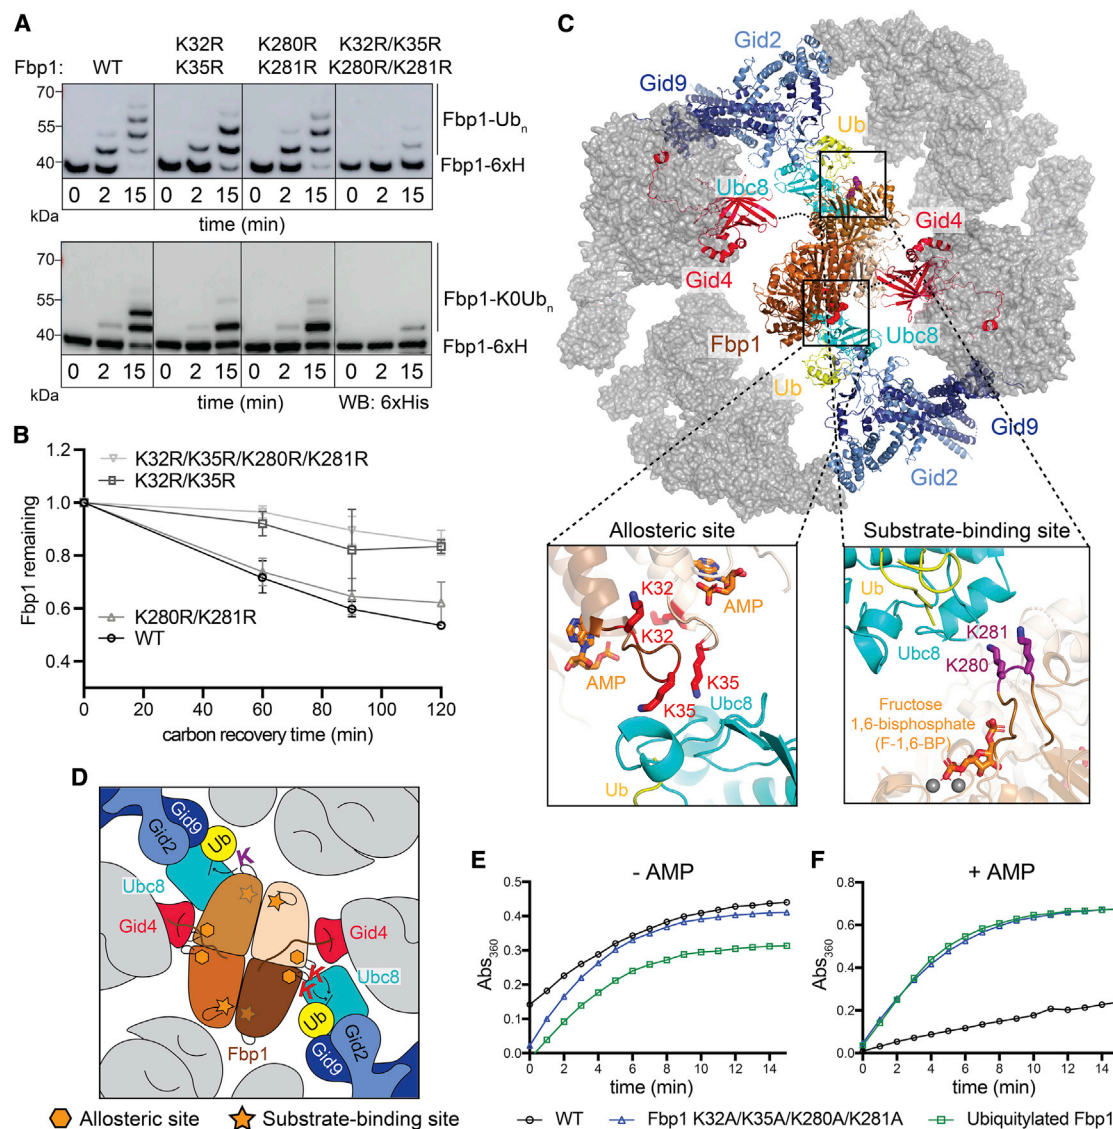 A
Fbp1:
WT
K32R
K35R
K280R
K281R
K32R/K35R
K280R/K281R
70
55
40
kDa
Fbp1-Ubn
Fbp1-6xH
0 2 15 0 2 15 0 2 15 0 2 15
time (min)
70
55
40
kDa
Fbp1-K0Ubn
Fbp1-6xH
0 2 15 0 2 15 0 2 15 0 2 15
time (min)
WB: 6xHis
B
Fbp1 remaining
1.2
1.0
0.8
0.6
0.4
K32R/K35R/K280R/K281R
K32R/K35R
K280R/K281R
WT
0 20 40 60 80 100 120
carbon recovery time (min)
C
Gid2
Gid9
Ub
Ubc8
Gid4
Gid4
Fbp1
Ubc8
Ub
Gid9
Gid2
Allosteric site
K32
AMP
K32
AMP
K35
K35
Ubc8
Ub
Substrate-binding site
Ub
Ubc8
K281
K280
Fructose
1,6-bisphosphate
(F-1,6-BP)
D
Gid9
Gid2
Ub
K
Ubc8
Gid4
Gid4
K
K
Ubc8
Ub
Gid2
Gid9
Fbp1
Allosteric site
Substrate-binding site
E
- AMP
Abs360
0.5
0.4
0.3
0.2
0.1
0.0
0 2 4 6 8 10 12 14
time (min)
F
+ AMP
Abs360
0.8
0.6
0.4
0.2
0.0
0 2 4 6 8 10 12 14
time (min)
WT
Fbp1 K32A/K35A/K280A/K281A
Ubiquitylated Fbp1